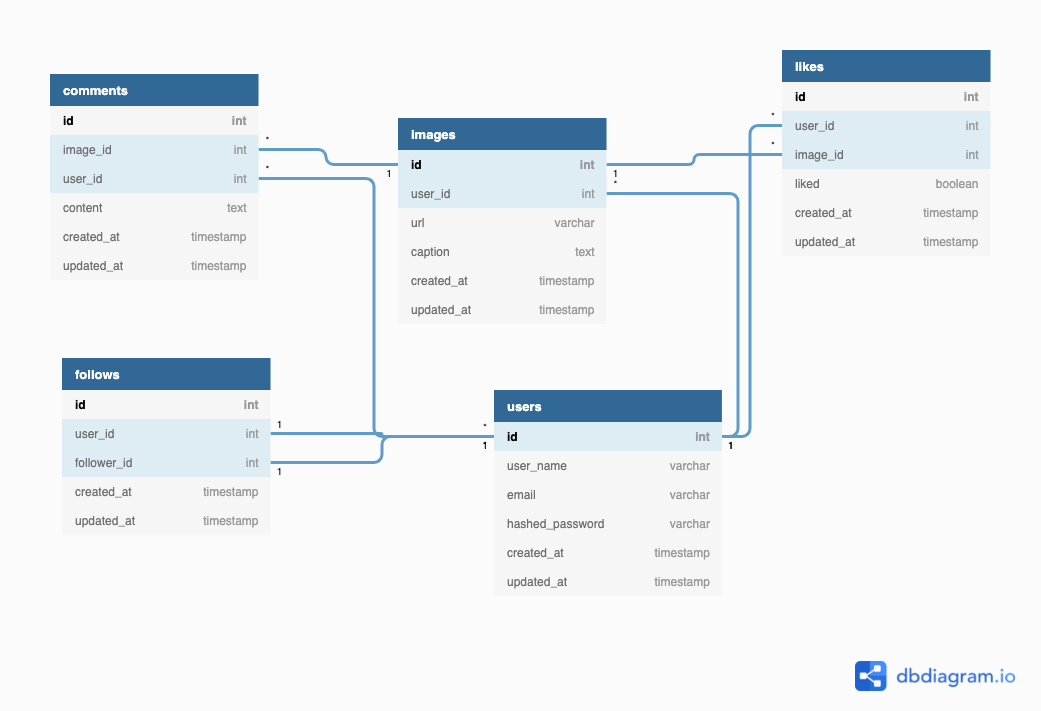 comments
id int
image_id int
user_id int
content text
created_at timestamp
updated_at timestamp
*
*
images
id int
user_id int
url varchar
caption text
created_at timestamp
updated_at timestamp
1
1
*
likes
id int
user_id int
image_id int
liked boolean
created_at timestamp
updated_at timestamp
*
*
follows
id int
user_id int
follower_id int
created_at timestamp
updated_at timestamp
1
1
users
id int
user_name varchar
email varchar
hashed_password varchar
created_at timestamp
updated_at timestamp
*
1
1
dbdiagram.io